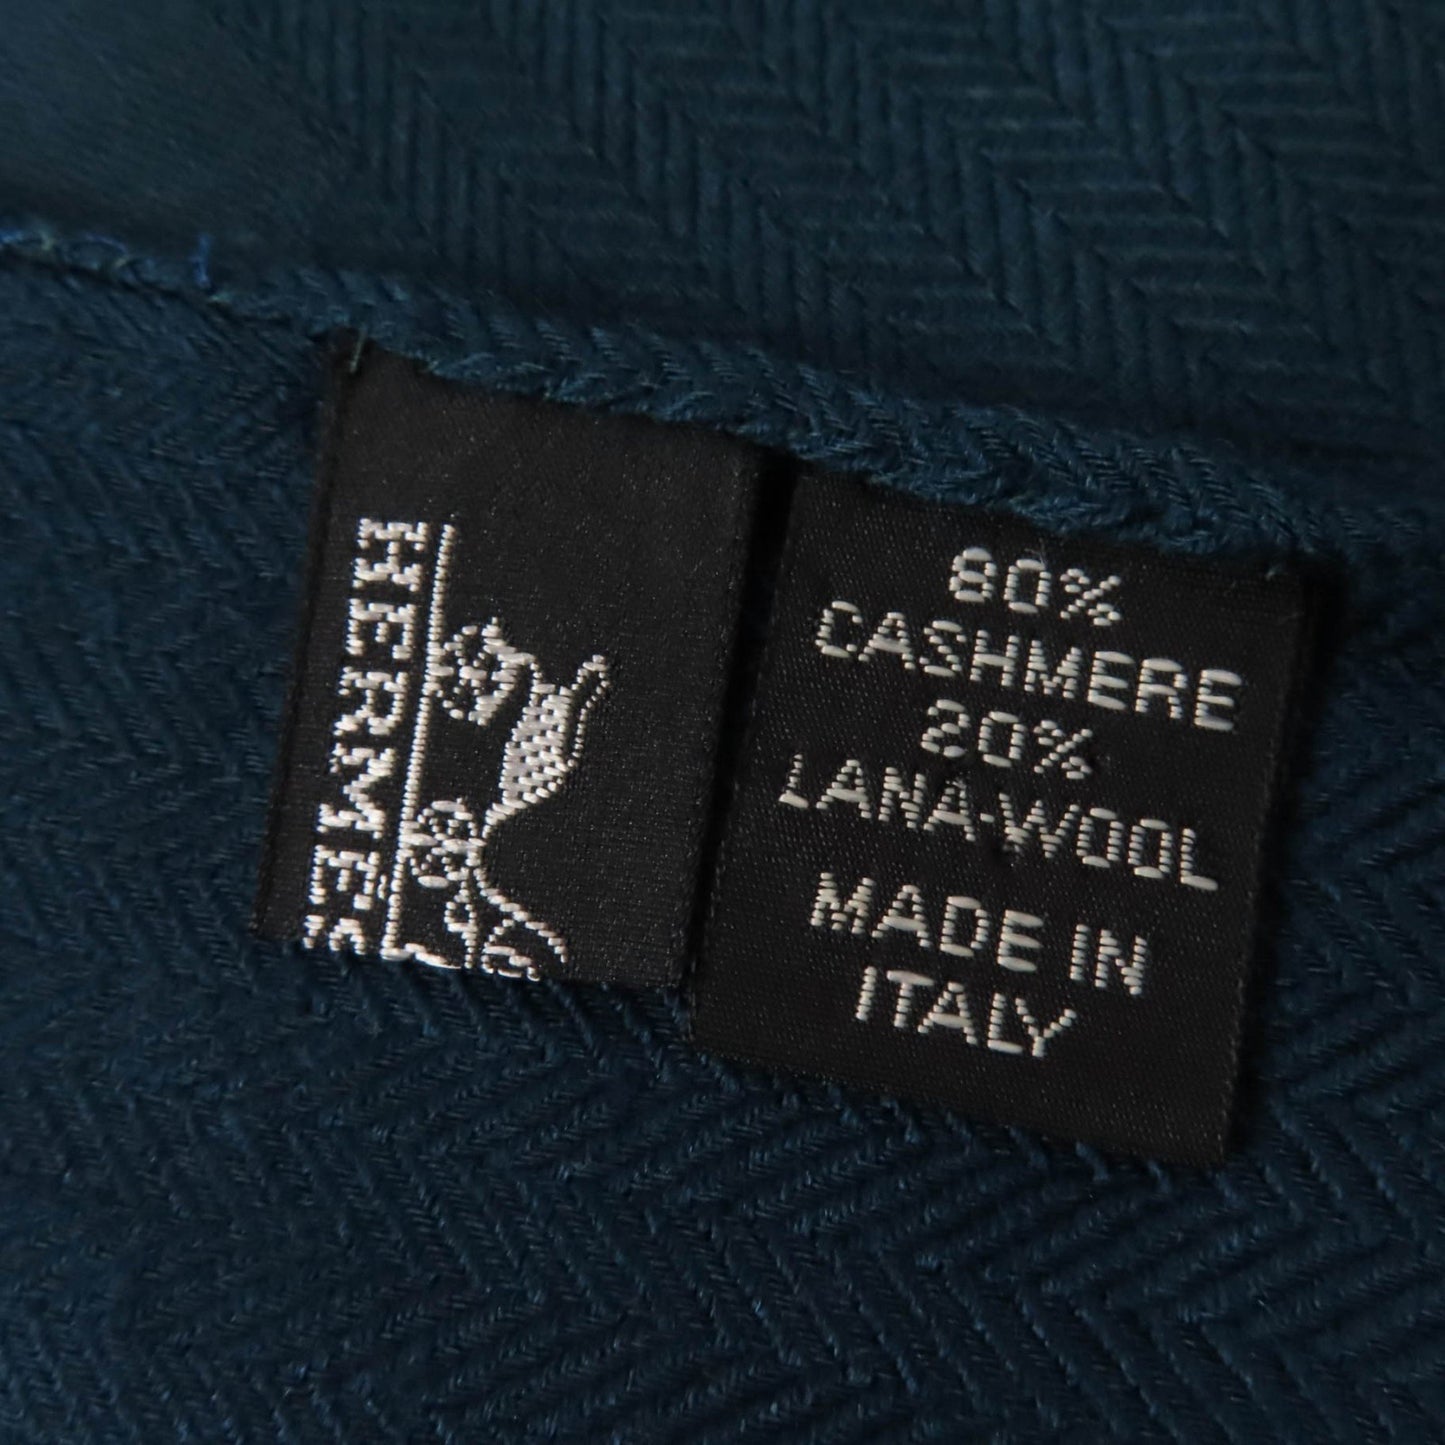 HERMES
80%
CASHMERE
20%
LANA-WOOL
MADE IN
ITALY